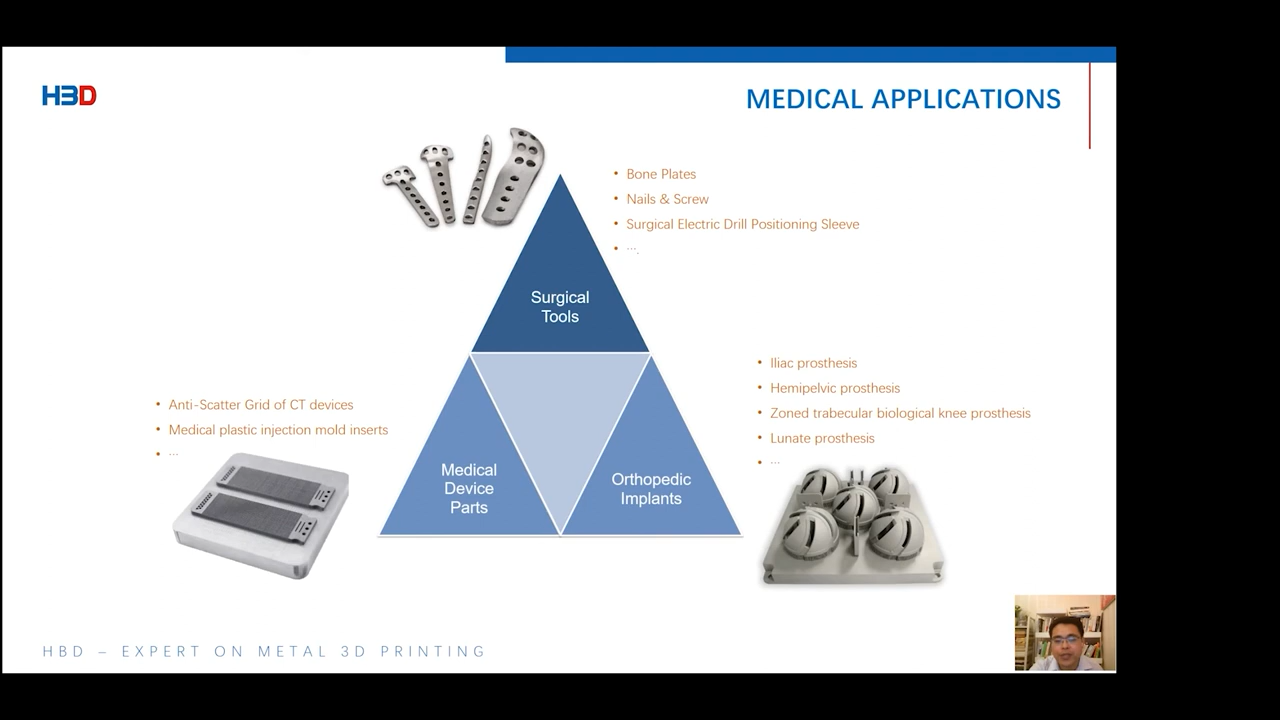 HBD
MEDICAL APPLICATIONS
• Bone Plates
• Nails & Screw
• Surgical Electric Drill Positioning Sleeve
• ….
Surgical
Tools
• Iliac prosthesis
• Hemipelvic prosthesis
• Zoned trabecular biological knee prosthesis
• Lunate prosthesis
• …
• Anti-Scatter Grid of CT devices
• Medical plastic injection mold inserts
• …
Medical
Device
Parts
Orthopedic
Implants
HBD – EXPERT ON METAL 3D PRINTING